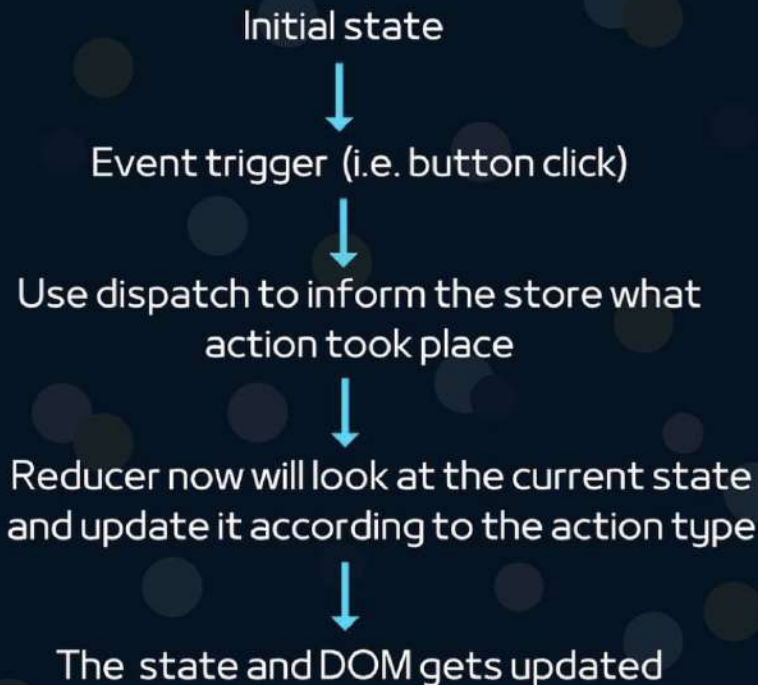 Initial state
Event trigger (i.e. button click)
Use dispatch to inform the store what
action took place
Reducer now will look at the current state
and update it according to the action type
The state and DOM gets updated